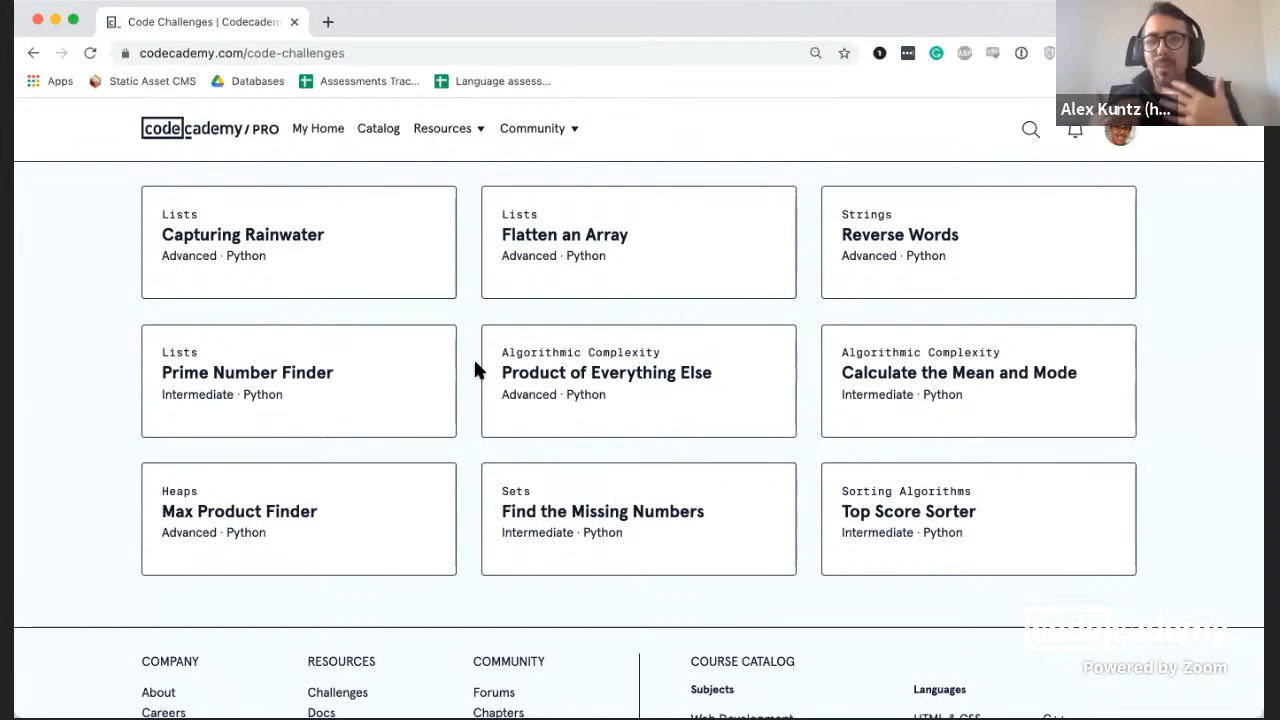 Code Challenges | Codecadem
codecademy.com/code-challenges
Apps
Static Asset CMS
Databases
Assessments Trac...
Language assess...
Alex Kuntz (h...
codecademy/PRO
My Home
Catalog
Resources
Community
Lists
Capturing Rainwater
Advanced · Python
Lists
Flatten an Array
Advanced · Python
Strings
Reverse Words
Advanced · Python
Lists
Prime Number Finder
Intermediate · Python
Algorithmic Complexity
Product of Everything Else
Advanced · Python
Algorithmic Complexity
Calculate the Mean and Mode
Intermediate · Python
Heaps
Max Product Finder
Advanced · Python
Sets
Find the Missing Numbers
Intermediate · Python
Sorting Algorithms
Top Score Sorter
Intermediate · Python
codecademy
Powered by Zoom
COMPANY
About
Careers
RESOURCES
Challenges
Docs
COMMUNITY
Forums
Chapters
COURSE CATALOG
Subjects
Web Development
Languages
HTML & CSS
C++